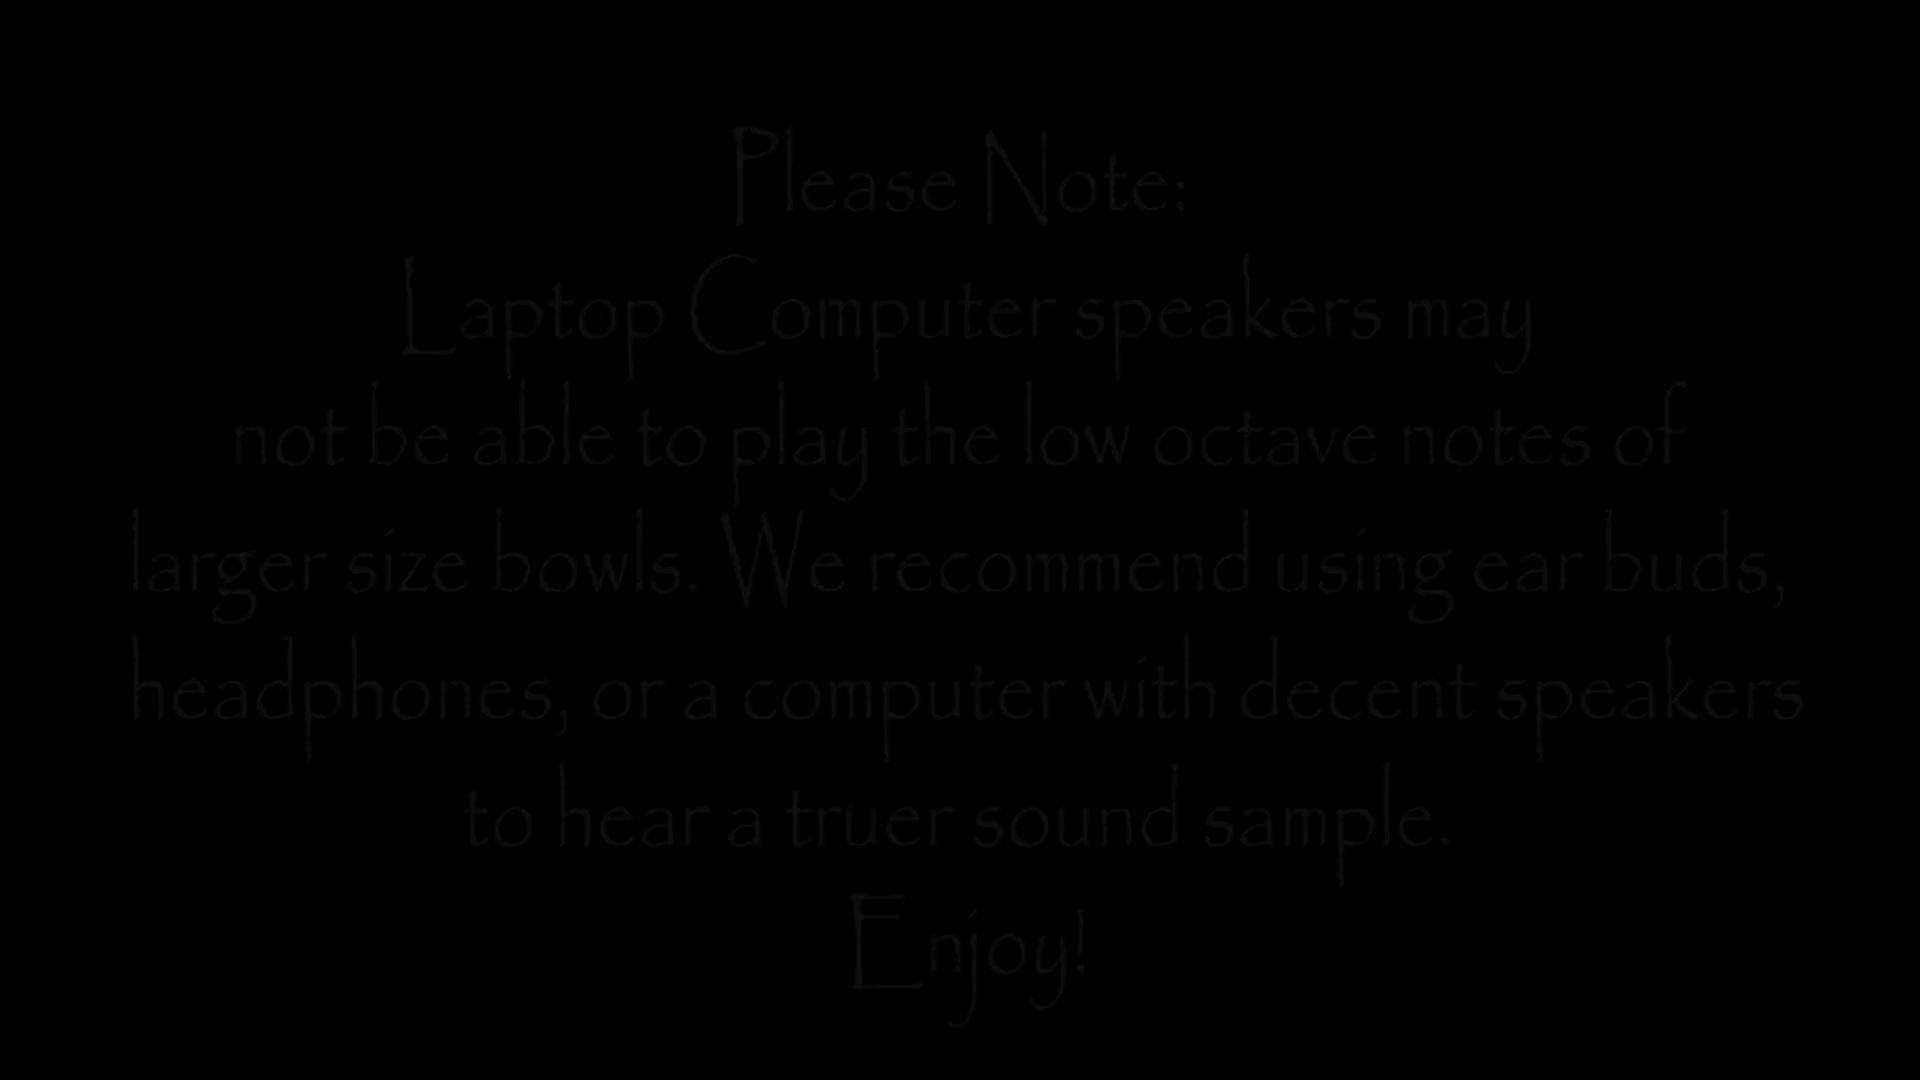 Please Note:
Laptop Computer speakers may
not be able to play the low octave notes of
larger size bowls. We recommend using ear buds,
headphones, or a computer with decent speakers
to hear a truer sound sample.
Enjoy!